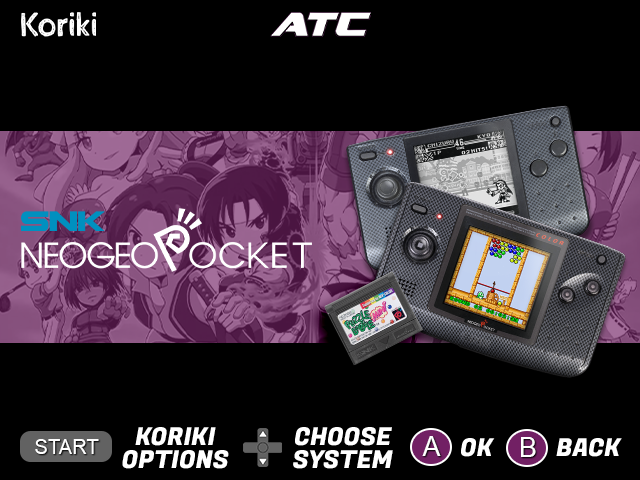 Koriki
ATC
SNK
NEOGEO POCKET
START
KORIKI
OPTIONS
CHOOSE
SYSTEM
A
OK
B
BACK